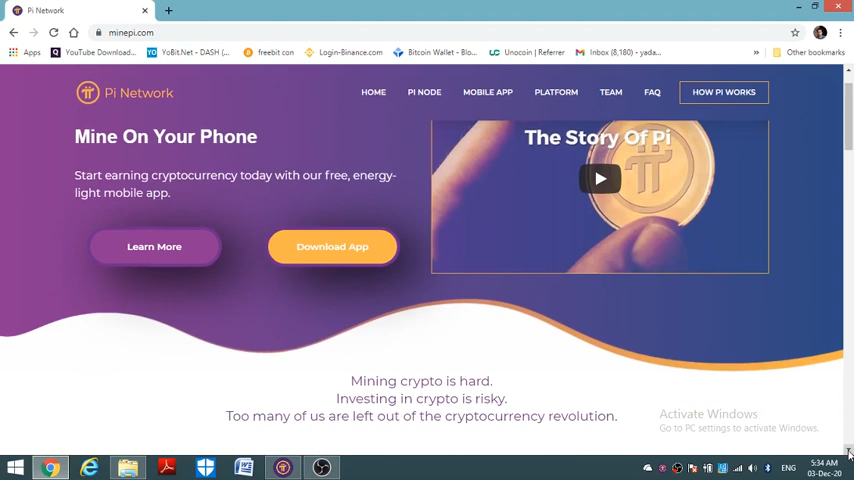 Pi Network
minepi.com
Apps
YouTube Download...
YoBit.Net - DASH (...
freebit con
Login-Binance.com
Bitcoin Wallet - Blo...
Unocoin | Referrer
Inbox (8,180) - yada...
»
Other bookmarks
Pi Network
HOME
PI NODE
MOBILE APP
PLATFORM
TEAM
FAQ
HOW PI WORKS
Mine On Your Phone
Start earning cryptocurrency today with our free, energy-
light mobile app.
Learn More
Download App
The Story Of Pi
Mining crypto is hard.
Investing in crypto is risky.
Too many of us are left out of the cryptocurrency revolution.
Activate Windows
Go to PC settings to activate Windows.
ENG
5:34 AM
03-Dec-20